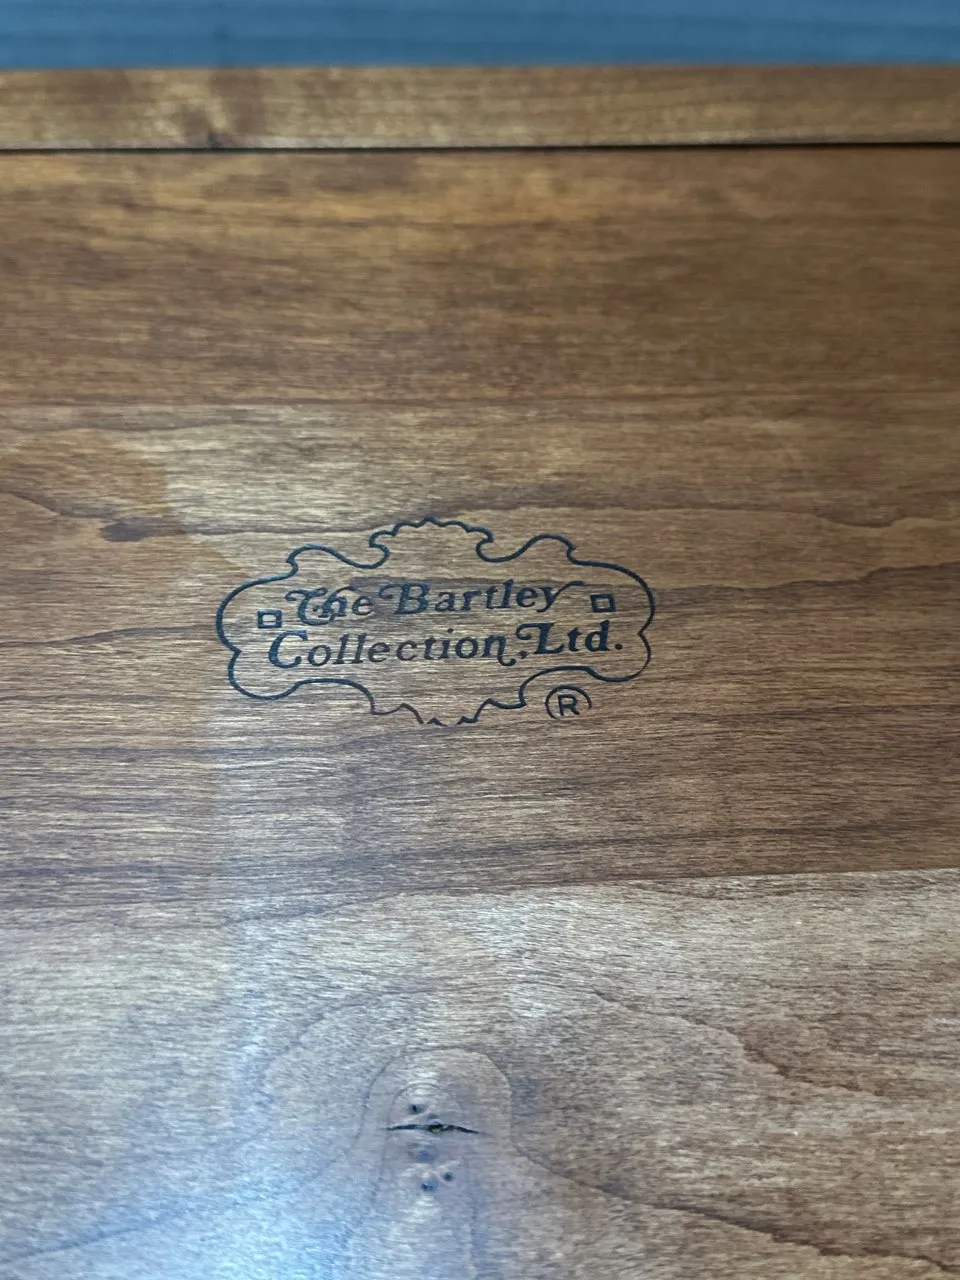 The Bartley
Collection, Ltd.
®